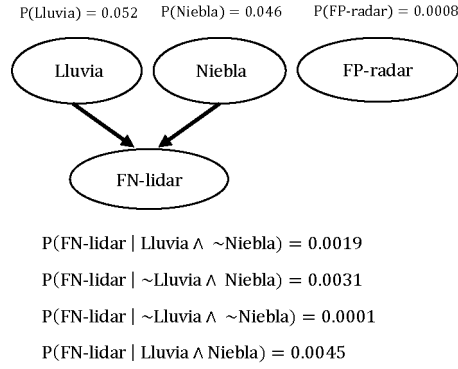 P(Lluvia) = 0.052 P(Niebla) = 0.046 P(FP-radar) = 0.0008
Lluvia Niebla FP-radar
FN-lidar
P(FN-lidar | Lluvia ∧ ~Niebla) = 0.0019
P(FN-lidar | ~Lluvia ∧ Niebla) = 0.0031
P(FN-lidar | ~Lluvia ∧ ~Niebla) = 0.0001
P(FN-lidar | Lluvia ∧ Niebla) = 0.0045